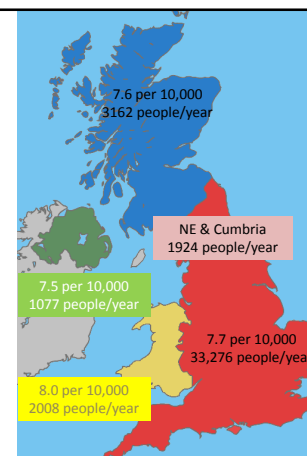 7.6 per 10,000
3162 people/year
NE & Cumbria
1924 people/year
7.5 per 10,000
1077 people/year
7.7 per 10,000
33,276 people/year
8.0 per 10,000
2008 people/year